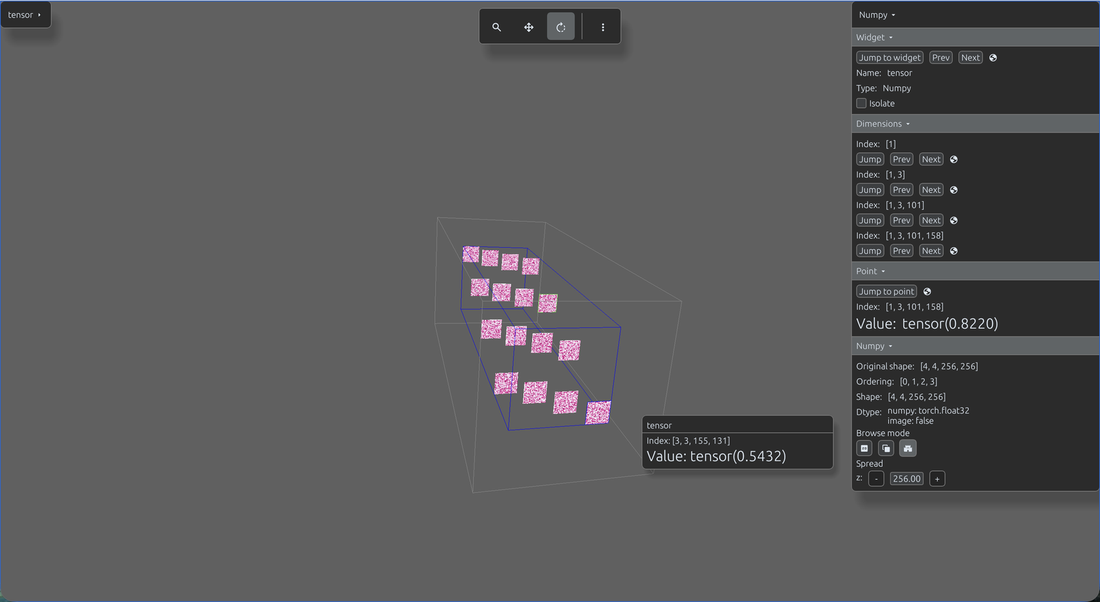 tensor
Numpy
Widget
Jump to widget Prev Next
Name: tensor
Type: Numpy
Isolate
Dimensions
Index: [1]
Jump Prev Next
Index: [1, 3]
Jump Prev Next
Index: [1, 3, 101]
Jump Prev Next
Index: [1, 3, 101, 158]
Jump Prev Next
Point
Jump to point
Index: [1, 3, 101, 158]
Value: tensor(0.8220)
Numpy
Original shape: [4, 4, 256, 256]
Ordering: [0, 1, 2, 3]
Shape: [4, 4, 256, 256]
Dtype: numpy: torch.float32
image: false
Browse mode
Spread
z: - 256.00 +
tensor
Index: [3, 3, 155, 131]
Value: tensor(0.5432)